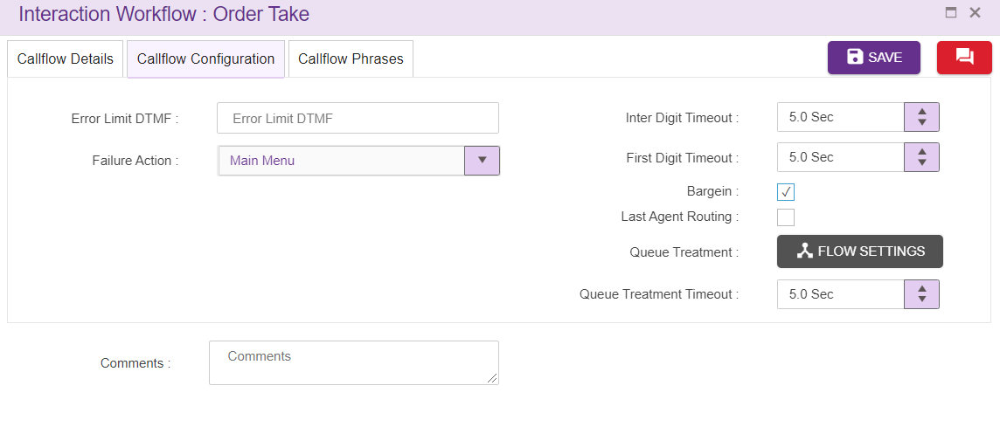 Interaction Workflow : Order Take
Callflow Details
Callflow Configuration
Callflow Phrases
SAVE
Error Limit DTMF :
Error Limit DTMF
Failure Action :
Main Menu
Inter Digit Timeout :
5.0 Sec
First Digit Timeout :
5.0 Sec
Bargein :
Last Agent Routing :
Queue Treatment :
FLOW SETTINGS
Queue Treatment Timeout :
5.0 Sec
Comments :
Comments